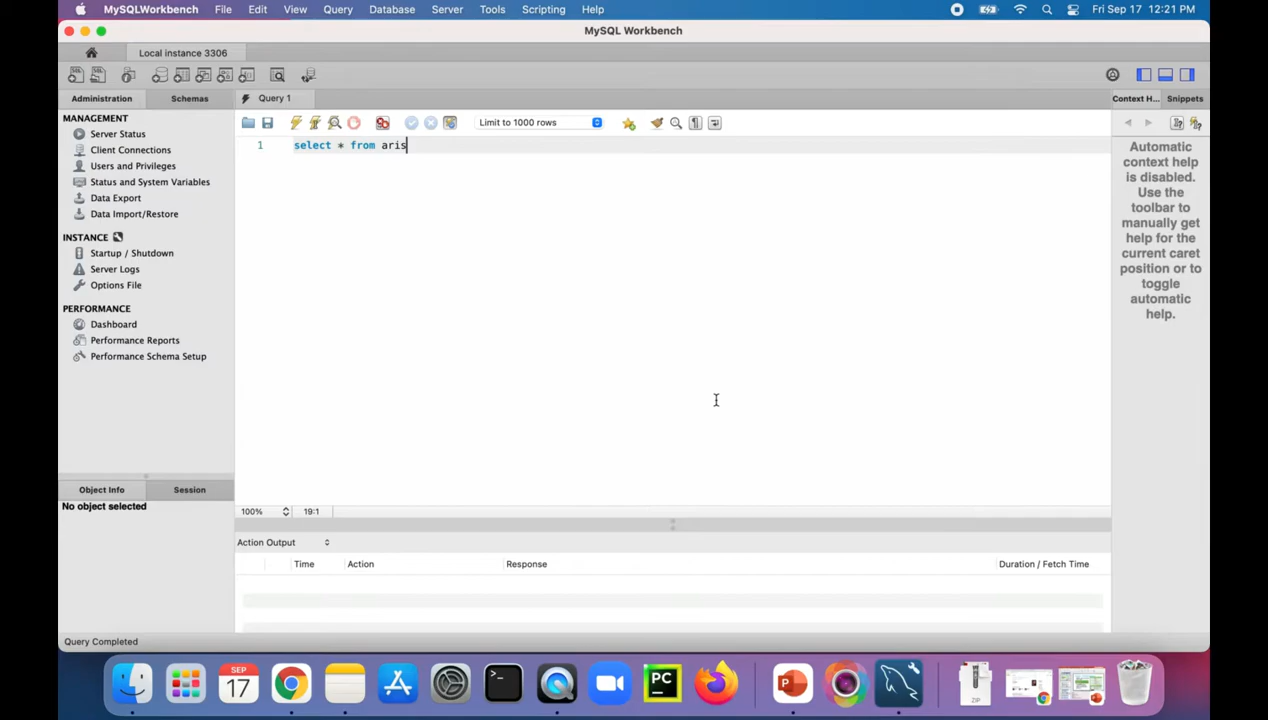 MySQLWorkbench File Edit View Query Database Server Tools Scripting Help Fri Sep 17 12:21 PM
MySQL Workbench
Local instance 3306
Administration Schemas Query 1 Context H... Snippets
MANAGEMENT
Server Status
Client Connections
Users and Privileges
Status and System Variables
Data Export
Data Import/Restore
INSTANCE
Startup / Shutdown
Server Logs
Options File
PERFORMANCE
Dashboard
Performance Reports
Performance Schema Setup
Object Info Session
No object selected
Limit to 1000 rows
1 select * from aris
100% 19:1
Action Output
Time Action Response Duration / Fetch Time
Automatic
context help
is disabled.
Use the
toolbar to
manually get
help for the
current caret
position or to
toggle
automatic
help.
Query Completed
SEP
17
>_
PC
P
ZIP